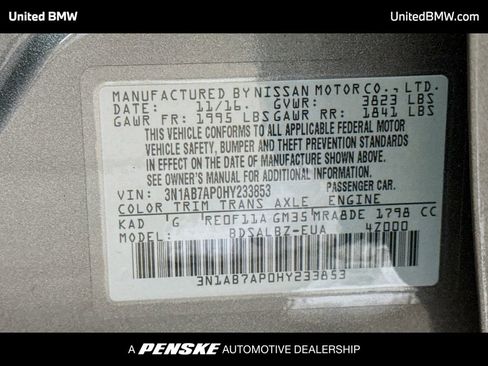 United BMW
UnitedBMW.com
MANUFACTURED BY NISSAN MOTOR CO., LTD.
DATE: 11/16. GVWR: 3823 LBS
GAWR FR: 1995 LBS GAWR RR: 1841 LBS
THIS VEHICLE CONFORMS TO ALL APPLICABLE FEDERAL MOTOR
VEHICLE SAFETY, BUMPER AND THEFT PREVENTION STANDARDS
IN EFFECT ON THE DATE OF MANUFACTURE SHOWN ABOVE.
SEE OWNER'S MANUAL FOR ADDITIONAL INFORMATION.
VIN: 3N1AB7AP0HY233853 PASSENGER CAR.
COLOR TRIM TRANS AXLE ENGINE
KAD G RE0F11A GM35 MRA8DE 1798 CC
MODEL: BDSALBZ-EUA 4Z000
3N1AB7AP0HY233853
A PENSKE AUTOMOTIVE DEALERSHIP